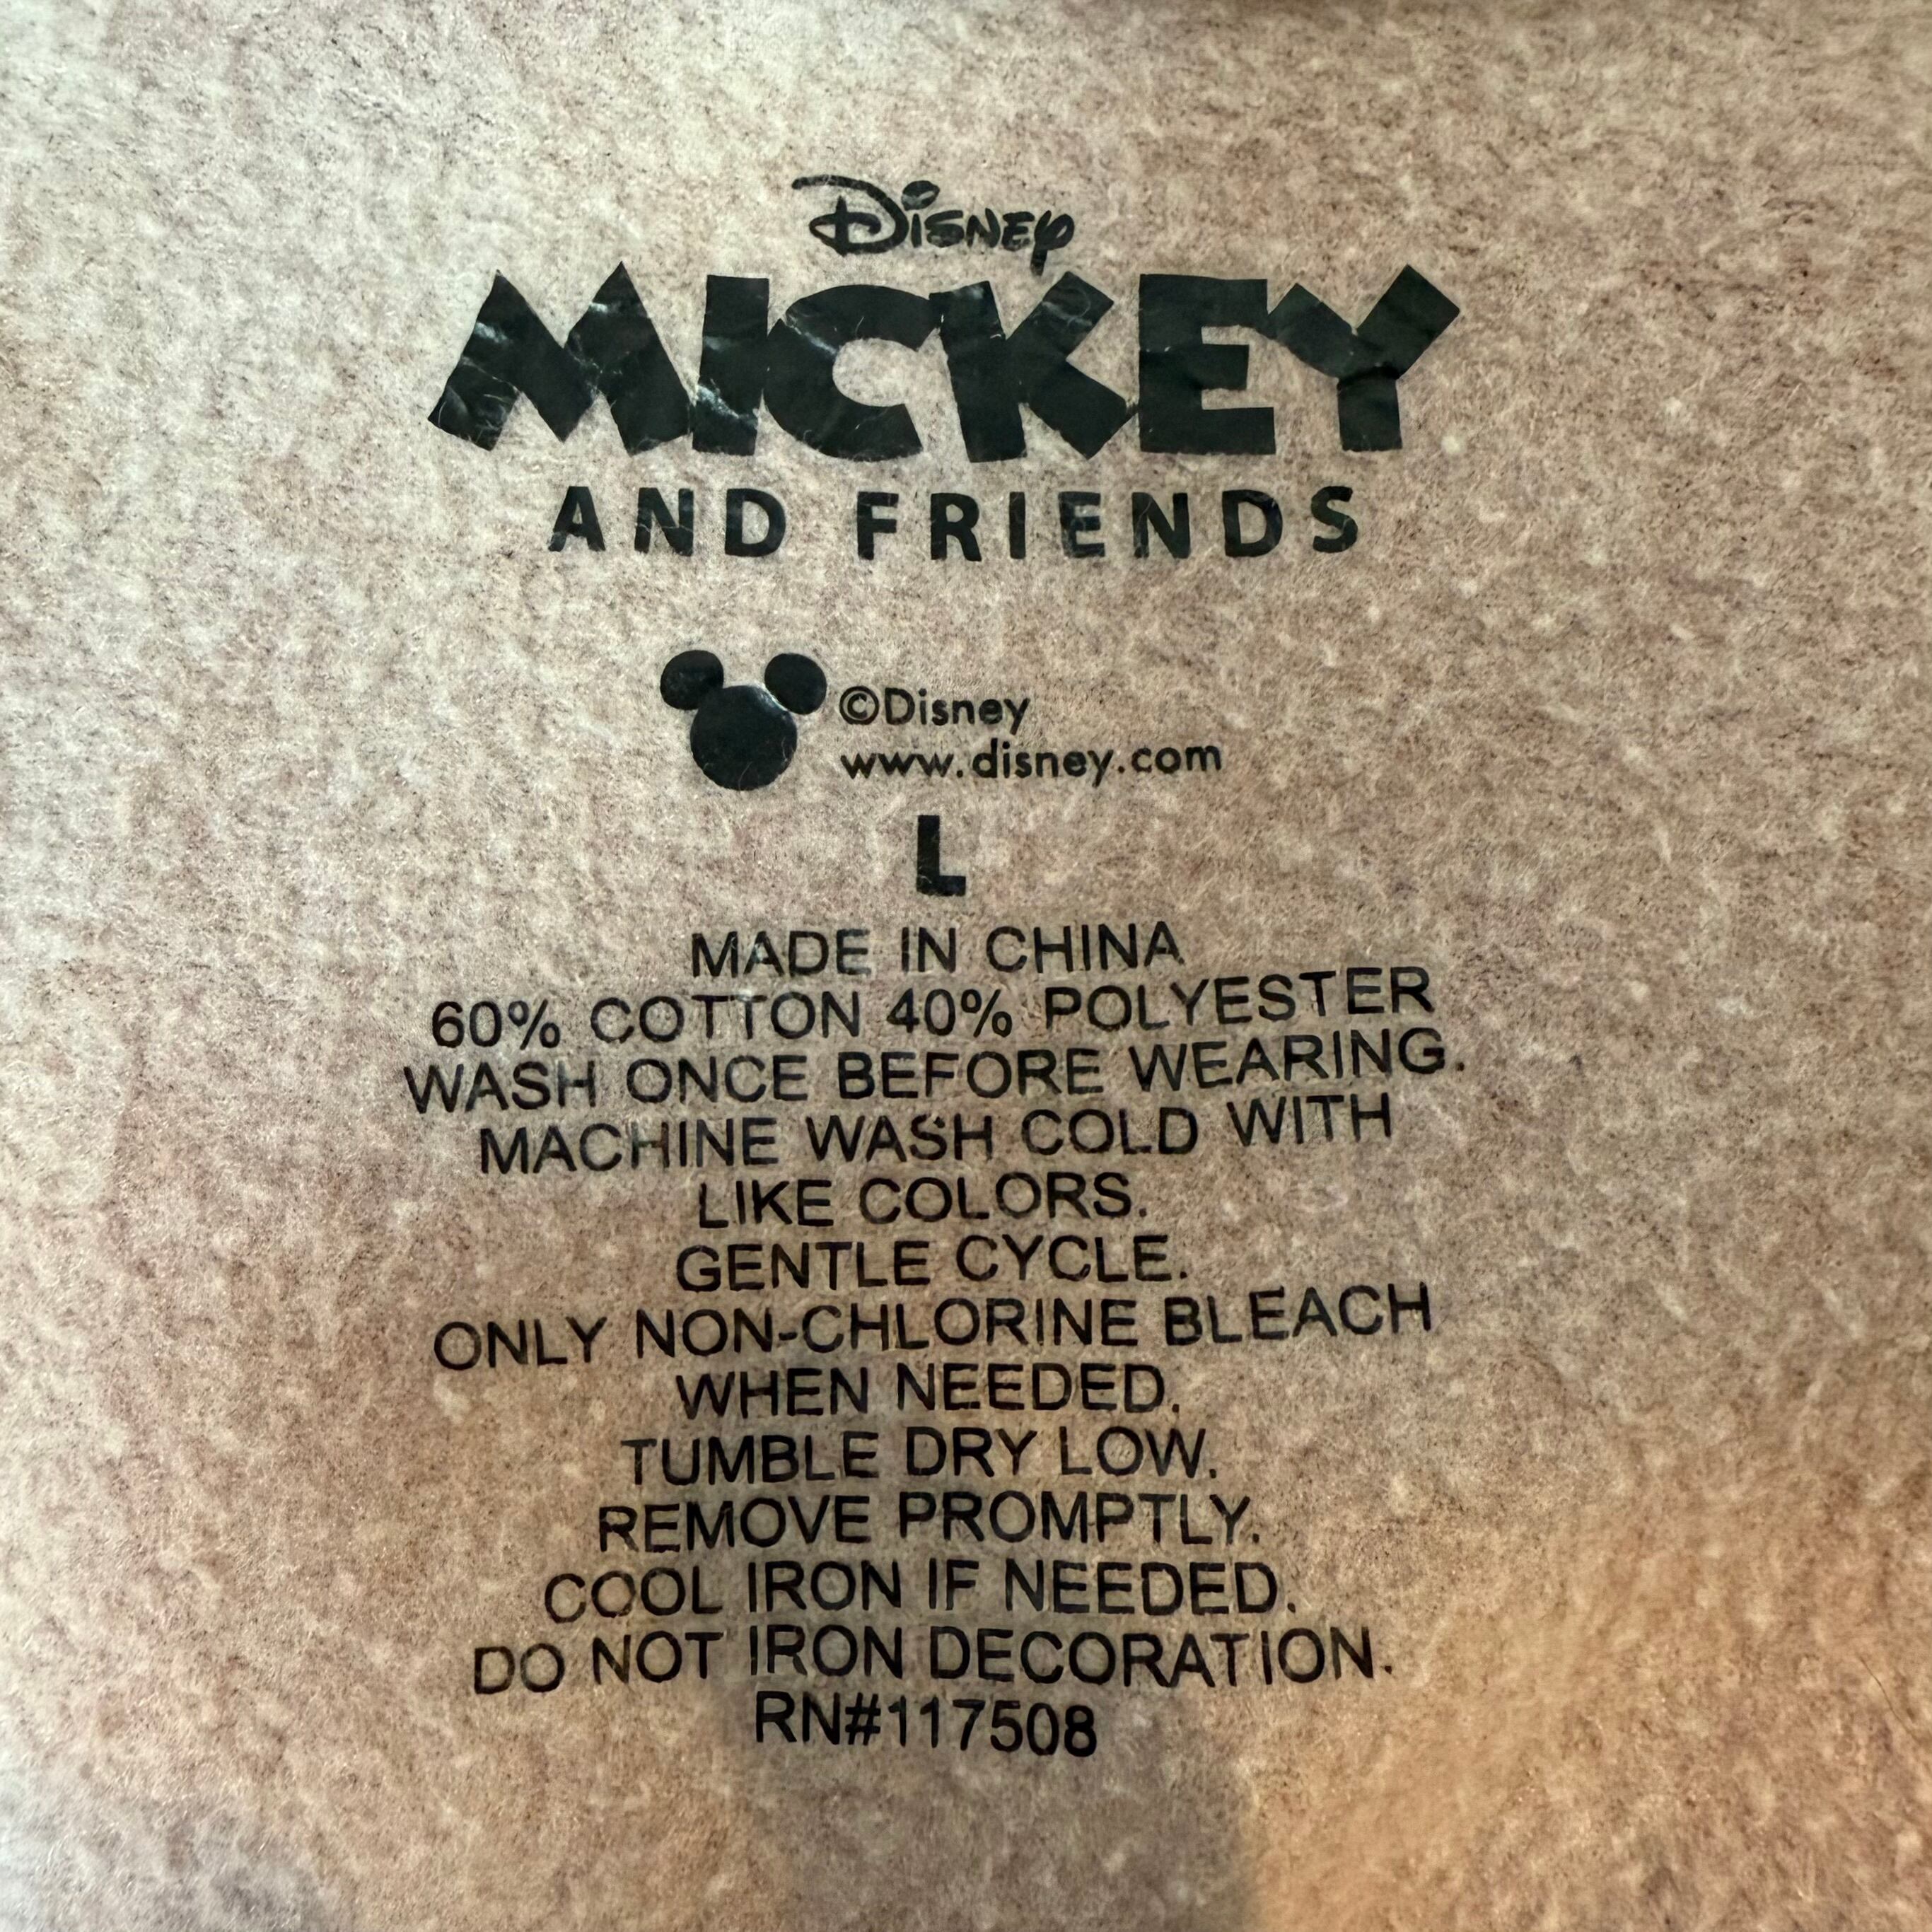 Disney
MICKEY
AND FRIENDS
©Disney
www.disney.com
L
MADE IN CHINA
60% COTTON 40% POLYESTER
WASH ONCE BEFORE WEARING.
MACHINE WASH COLD WITH
LIKE COLORS.
GENTLE CYCLE.
ONLY NON-CHLORINE BLEACH
WHEN NEEDED.
TUMBLE DRY LOW.
REMOVE PROMPTLY.
COOL IRON IF NEEDED.
DO NOT IRON DECORATION.
RN#117508